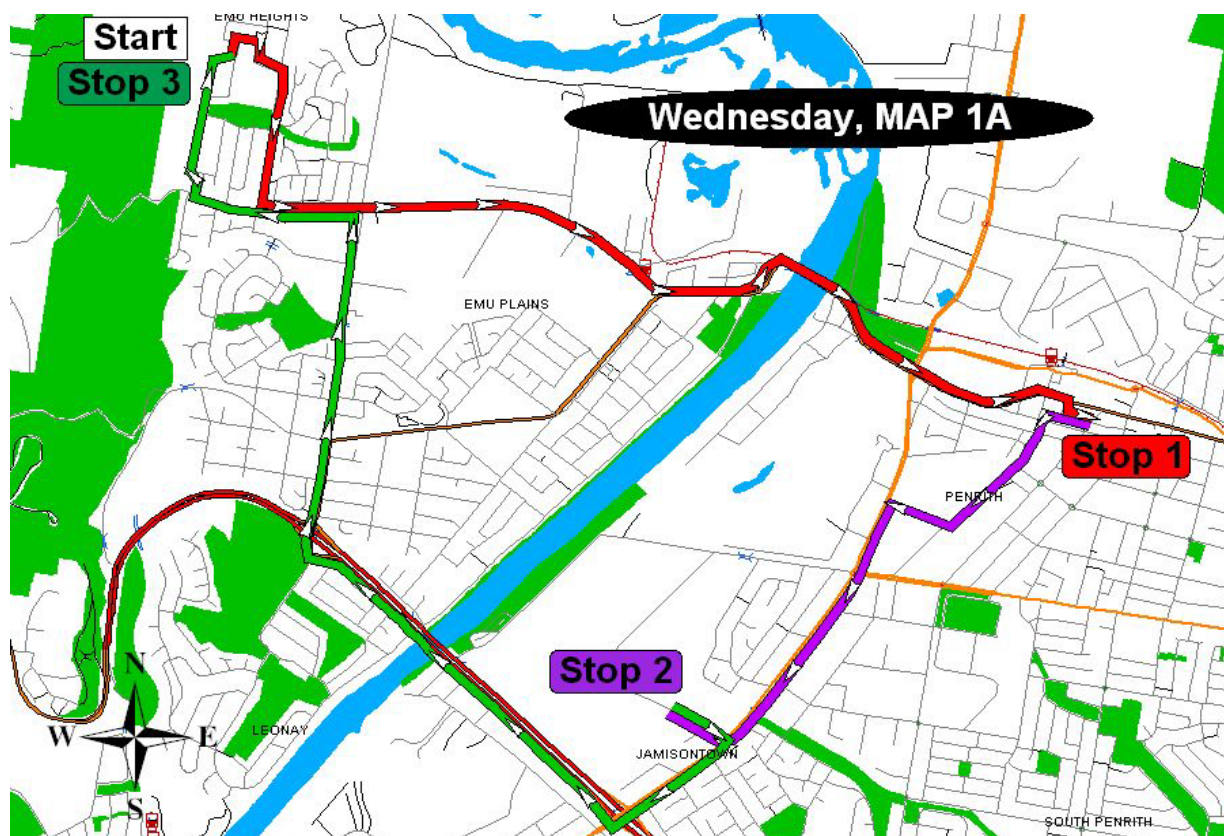 EMU HEIGHTS
Start
Stop 3
Wednesday, MAP 1A
EMU PLAINS
Stop 1
PENRITH
Stop 2
N
W
E
S
LEONAY
JAMISONTOWN
SOUTH PENRITH